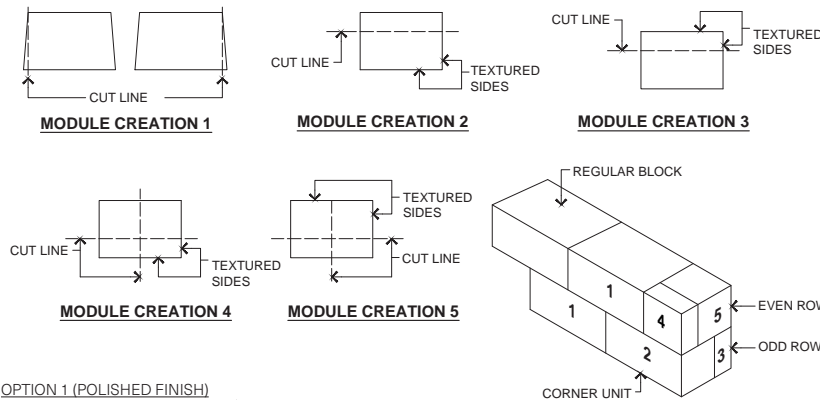 CUT LINE
MODULE CREATION 1
CUT LINE
TEXTURED
SIDES
MODULE CREATION 2
CUT LINE
TEXTURED
SIDES
MODULE CREATION 3
CUT LINE
TEXTURED
SIDES
MODULE CREATION 4
TEXTURED
SIDES
CUT LINE
MODULE CREATION 5
REGULAR BLOCK
1
4
5
EVEN ROW
1
2
3
ODD ROW
CORNER UNIT
OPTION 1 (POLISHED FINISH)